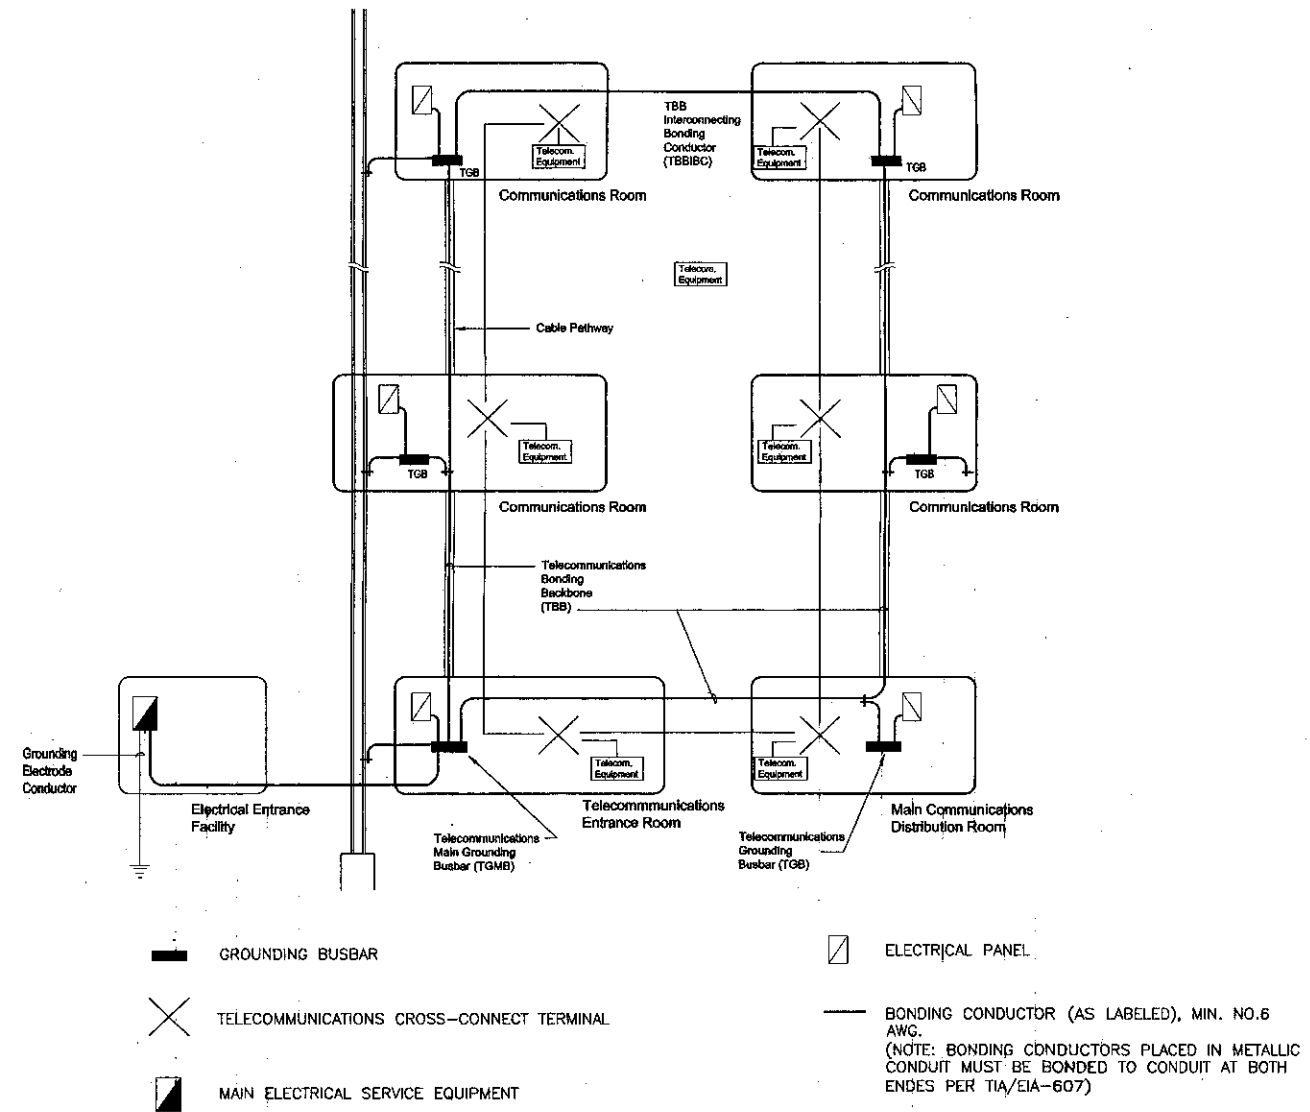 TBB
Interconnecting
Bonding
Conductor
(TBBIBC)
Telecom.
Equipment
TGB
Communications Room
Telecom.
Equipment
TGB
Communications Room
Telecom.
Equipment
Cable Pathway
Telecom.
Equipment
TGB
Communications Room
Telecom.
Equipment
TGB
Communications Room
Telecommunications
Bonding
Backbone
(TBB)
Grounding
Electrode
Conductor
Electrical Entrance
Facility
Telecom.
Equipment
Telecommmunications
Entrance Room
Telecommunications
Main Grounding
Busbar (TGMB)
Telecom.
Equipment
Main Communications
Distribution Room
Telecommunications
Grounding
Busbar (TGB)
GROUNDING BUSBAR
TELECOMMUNICATIONS CROSS-CONNECT TERMINAL
MAIN ELECTRICAL SERVICE EQUIPMENT
ELECTRICAL PANEL
BONDING CONDUCTOR (AS LABELED), MIN. NO.6
AWG.
(NOTE: BONDING CONDUCTORS PLACED IN METALLIC
CONDUIT MUST BE BONDED TO CONDUIT AT BOTH
ENDES PER TIA/EIA-607)